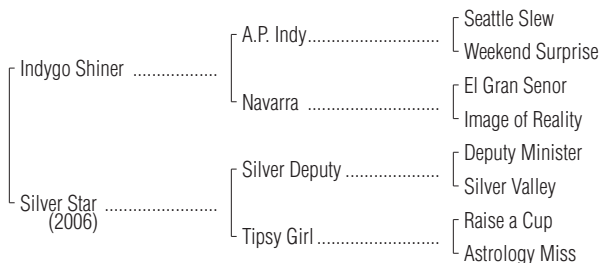 Seattle Slew
A.P. Indy....................................
Weekend Surprise
Indygo Shiner ..................
El Gran Senor
Navarra ............................
Image of Reality
Deputy Minister
Silver Deputy ....................
Silver Valley
Silver Star ........................
(2006)
Raise a Cup
Tipsy Girl ..........................
Astrology Miss